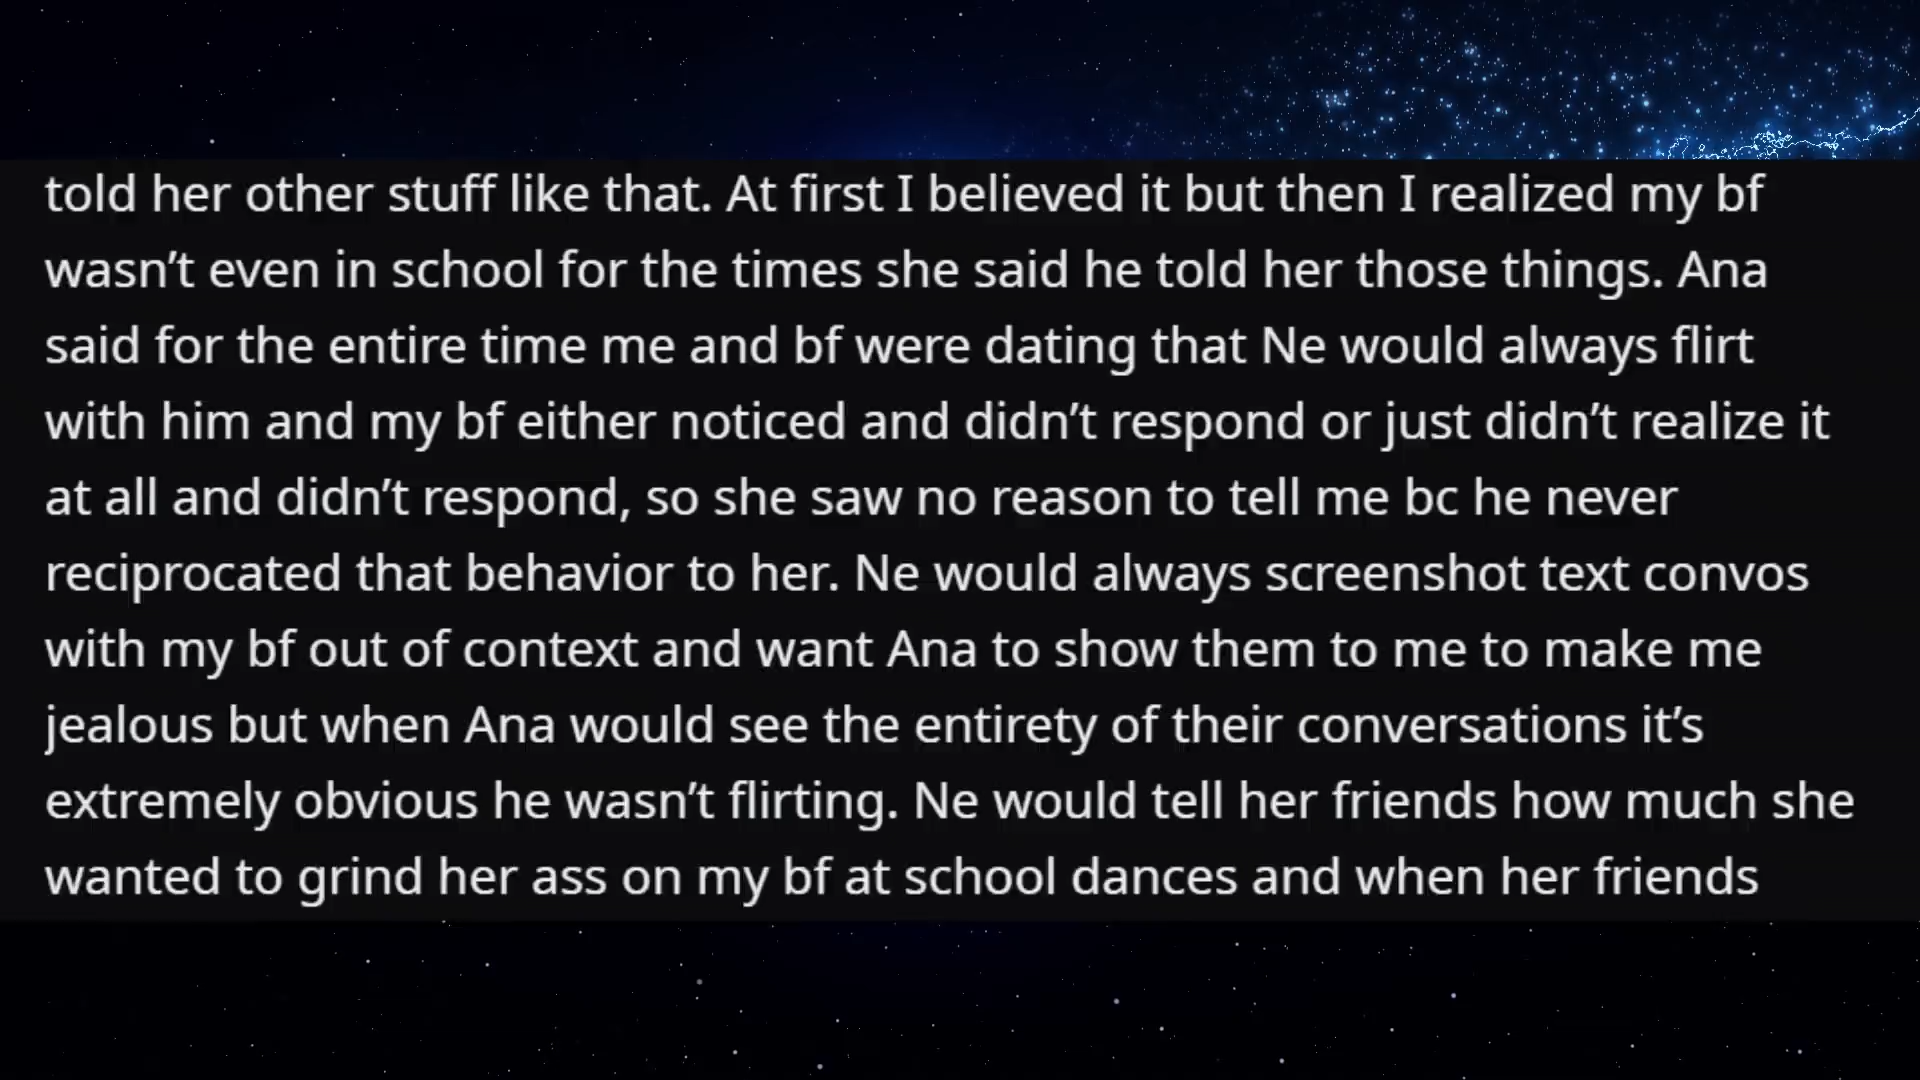 told her other stuff like that. At first I believed it but then I realized my bf
wasn’t even in school for the times she said he told her those things. Ana
said for the entire time me and bf were dating that Ne would always flirt
with him and my bf either noticed and didn’t respond or just didn’t realize it
at all and didn’t respond, so she saw no reason to tell me bc he never
reciprocated that behavior to her. Ne would always screenshot text convos
with my bf out of context and want Ana to show them to me to make me
jealous but when Ana would see the entirety of their conversations it’s
extremely obvious he wasn’t flirting. Ne would tell her friends how much she
wanted to grind her ass on my bf at school dances and when her friends